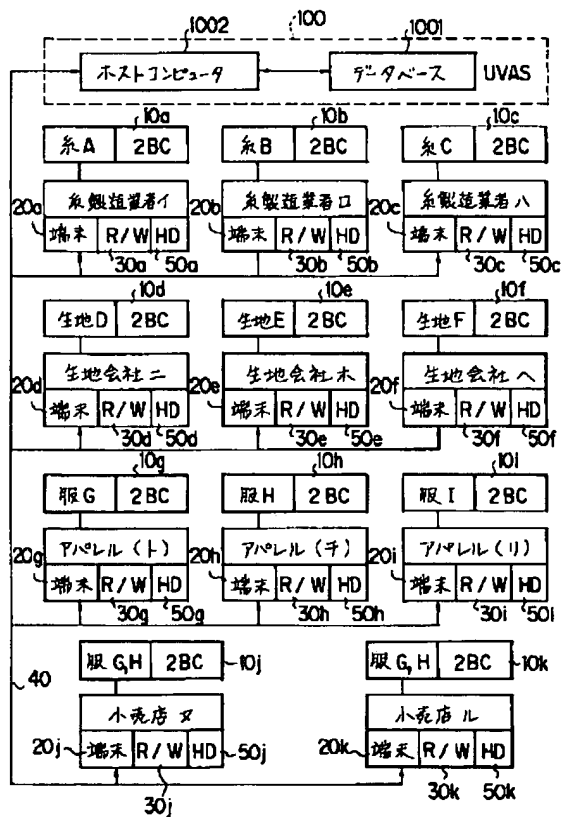 1002 100 1001
ホストコンピュータ データベース UVAS
10a 10b 10c
糸A 2BC 糸B 2BC 糸C 2BC
糸製造業者イ 糸製造業者ロ 糸製造業者ハ
20a 端末 R/W HD 20b 端末 R/W HD 20c 端末 R/W HD
30a 50a 30b 50b 30c 50c
10d 10e 10f
生地D 2BC 生地E 2BC 生地F 2BC
生地会社ニ 生地会社ホ 生地会社ヘ
20d 端末 R/W HD 20e 端末 R/W HD 20f 端末 R/W HD
30d 50d 30e 50e 30f 50f
10g 10h 10i
服G 2BC 服H 2BC 服I 2BC
アパレル(ト) アパレル(チ) アパレル(リ)
20g 端末 R/W HD 20h 端末 R/W HD 20i 端末 R/W HD
30g 50g 30h 50h 30i 50i
服G,H 2BC 10j 服G,H 2BC 10k
40 小売店ヌ 小売店ル
20j 端末 R/W HD 50j 20k 端末 R/W HD
30j 30k 50k